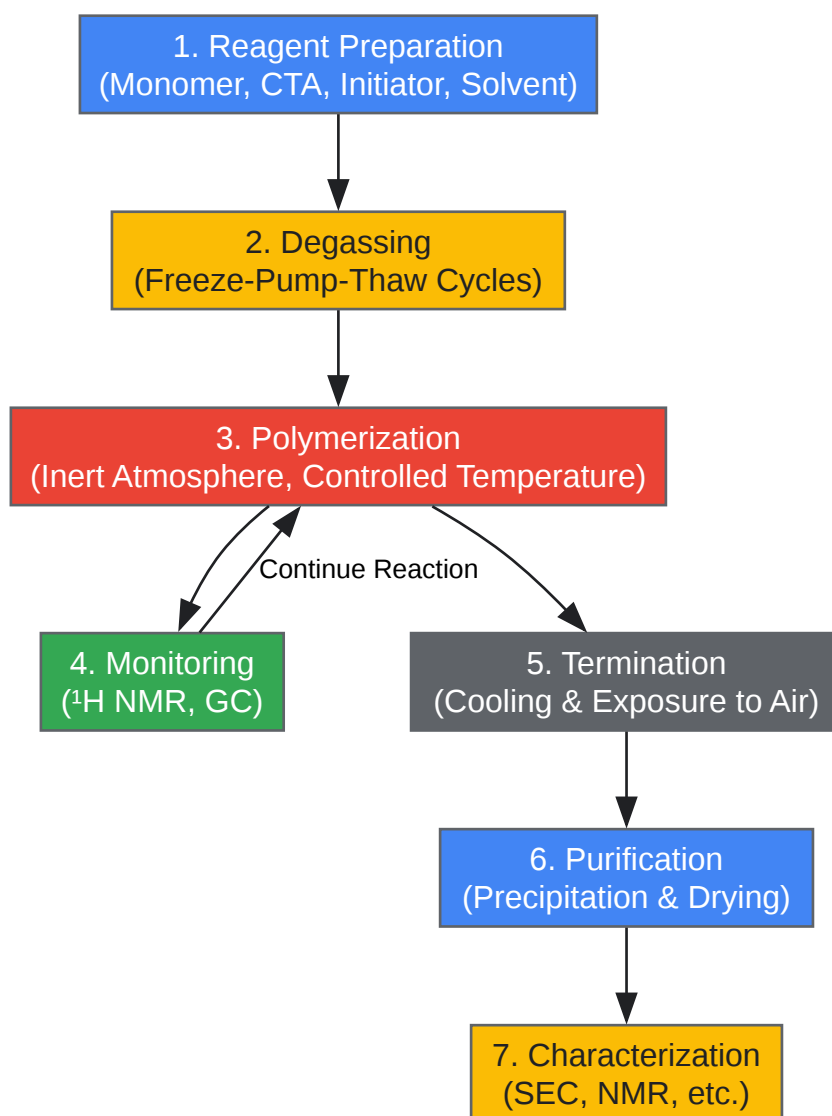 1. Reagent Preparation
(Monomer, CTA, Initiator, Solvent)
2. Degassing
(Freeze-Pump-Thaw Cycles)
3. Polymerization
(Inert Atmosphere, Controlled Temperature)
Continue Reaction
4. Monitoring
(¹H NMR, GC)
5. Termination
(Cooling & Exposure to Air)
6. Purification
(Precipitation & Drying)
7. Characterization
(SEC, NMR, etc.)